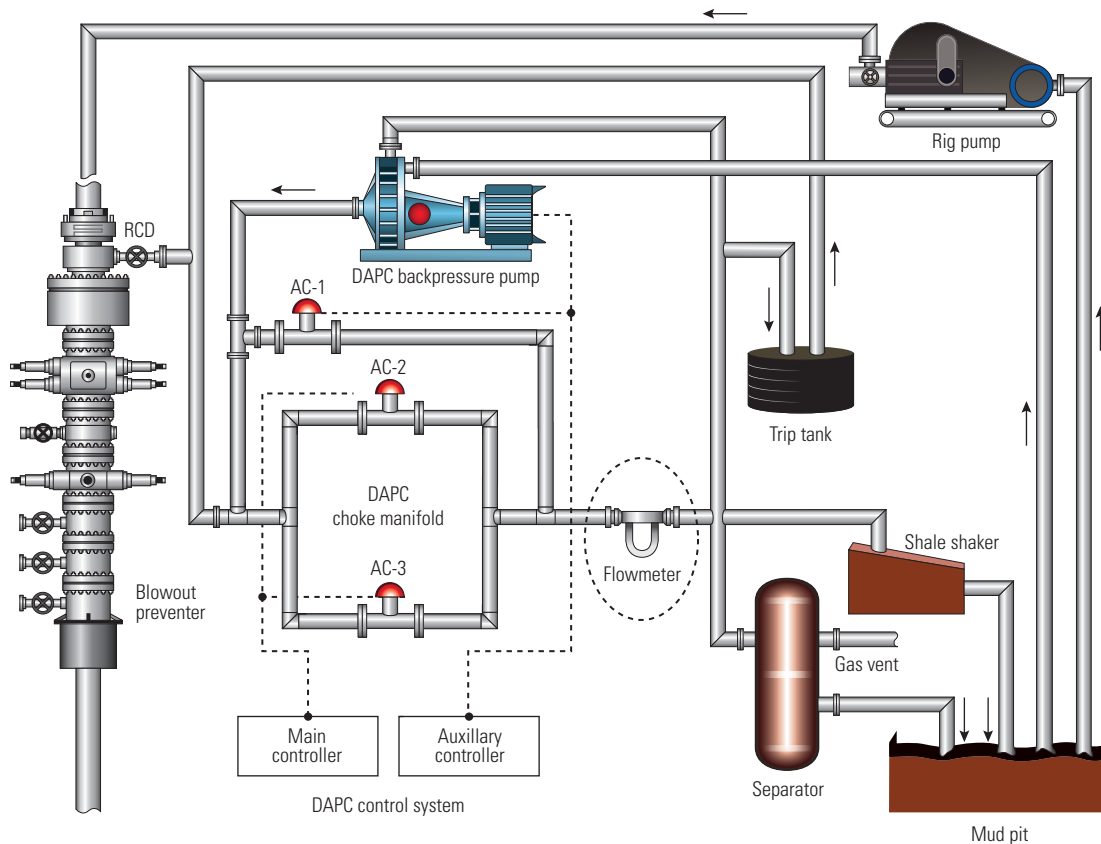 Rig pump
RCD
DAPC backpressure pump
AC-1
AC-2
Trip tank
DAPC
choke manifold
Shale shaker
AC-3
Flowmeter
Blowout
preventer
Gas vent
Main
controller
Auxillary
controller
Separator
DAPC control system
Mud pit